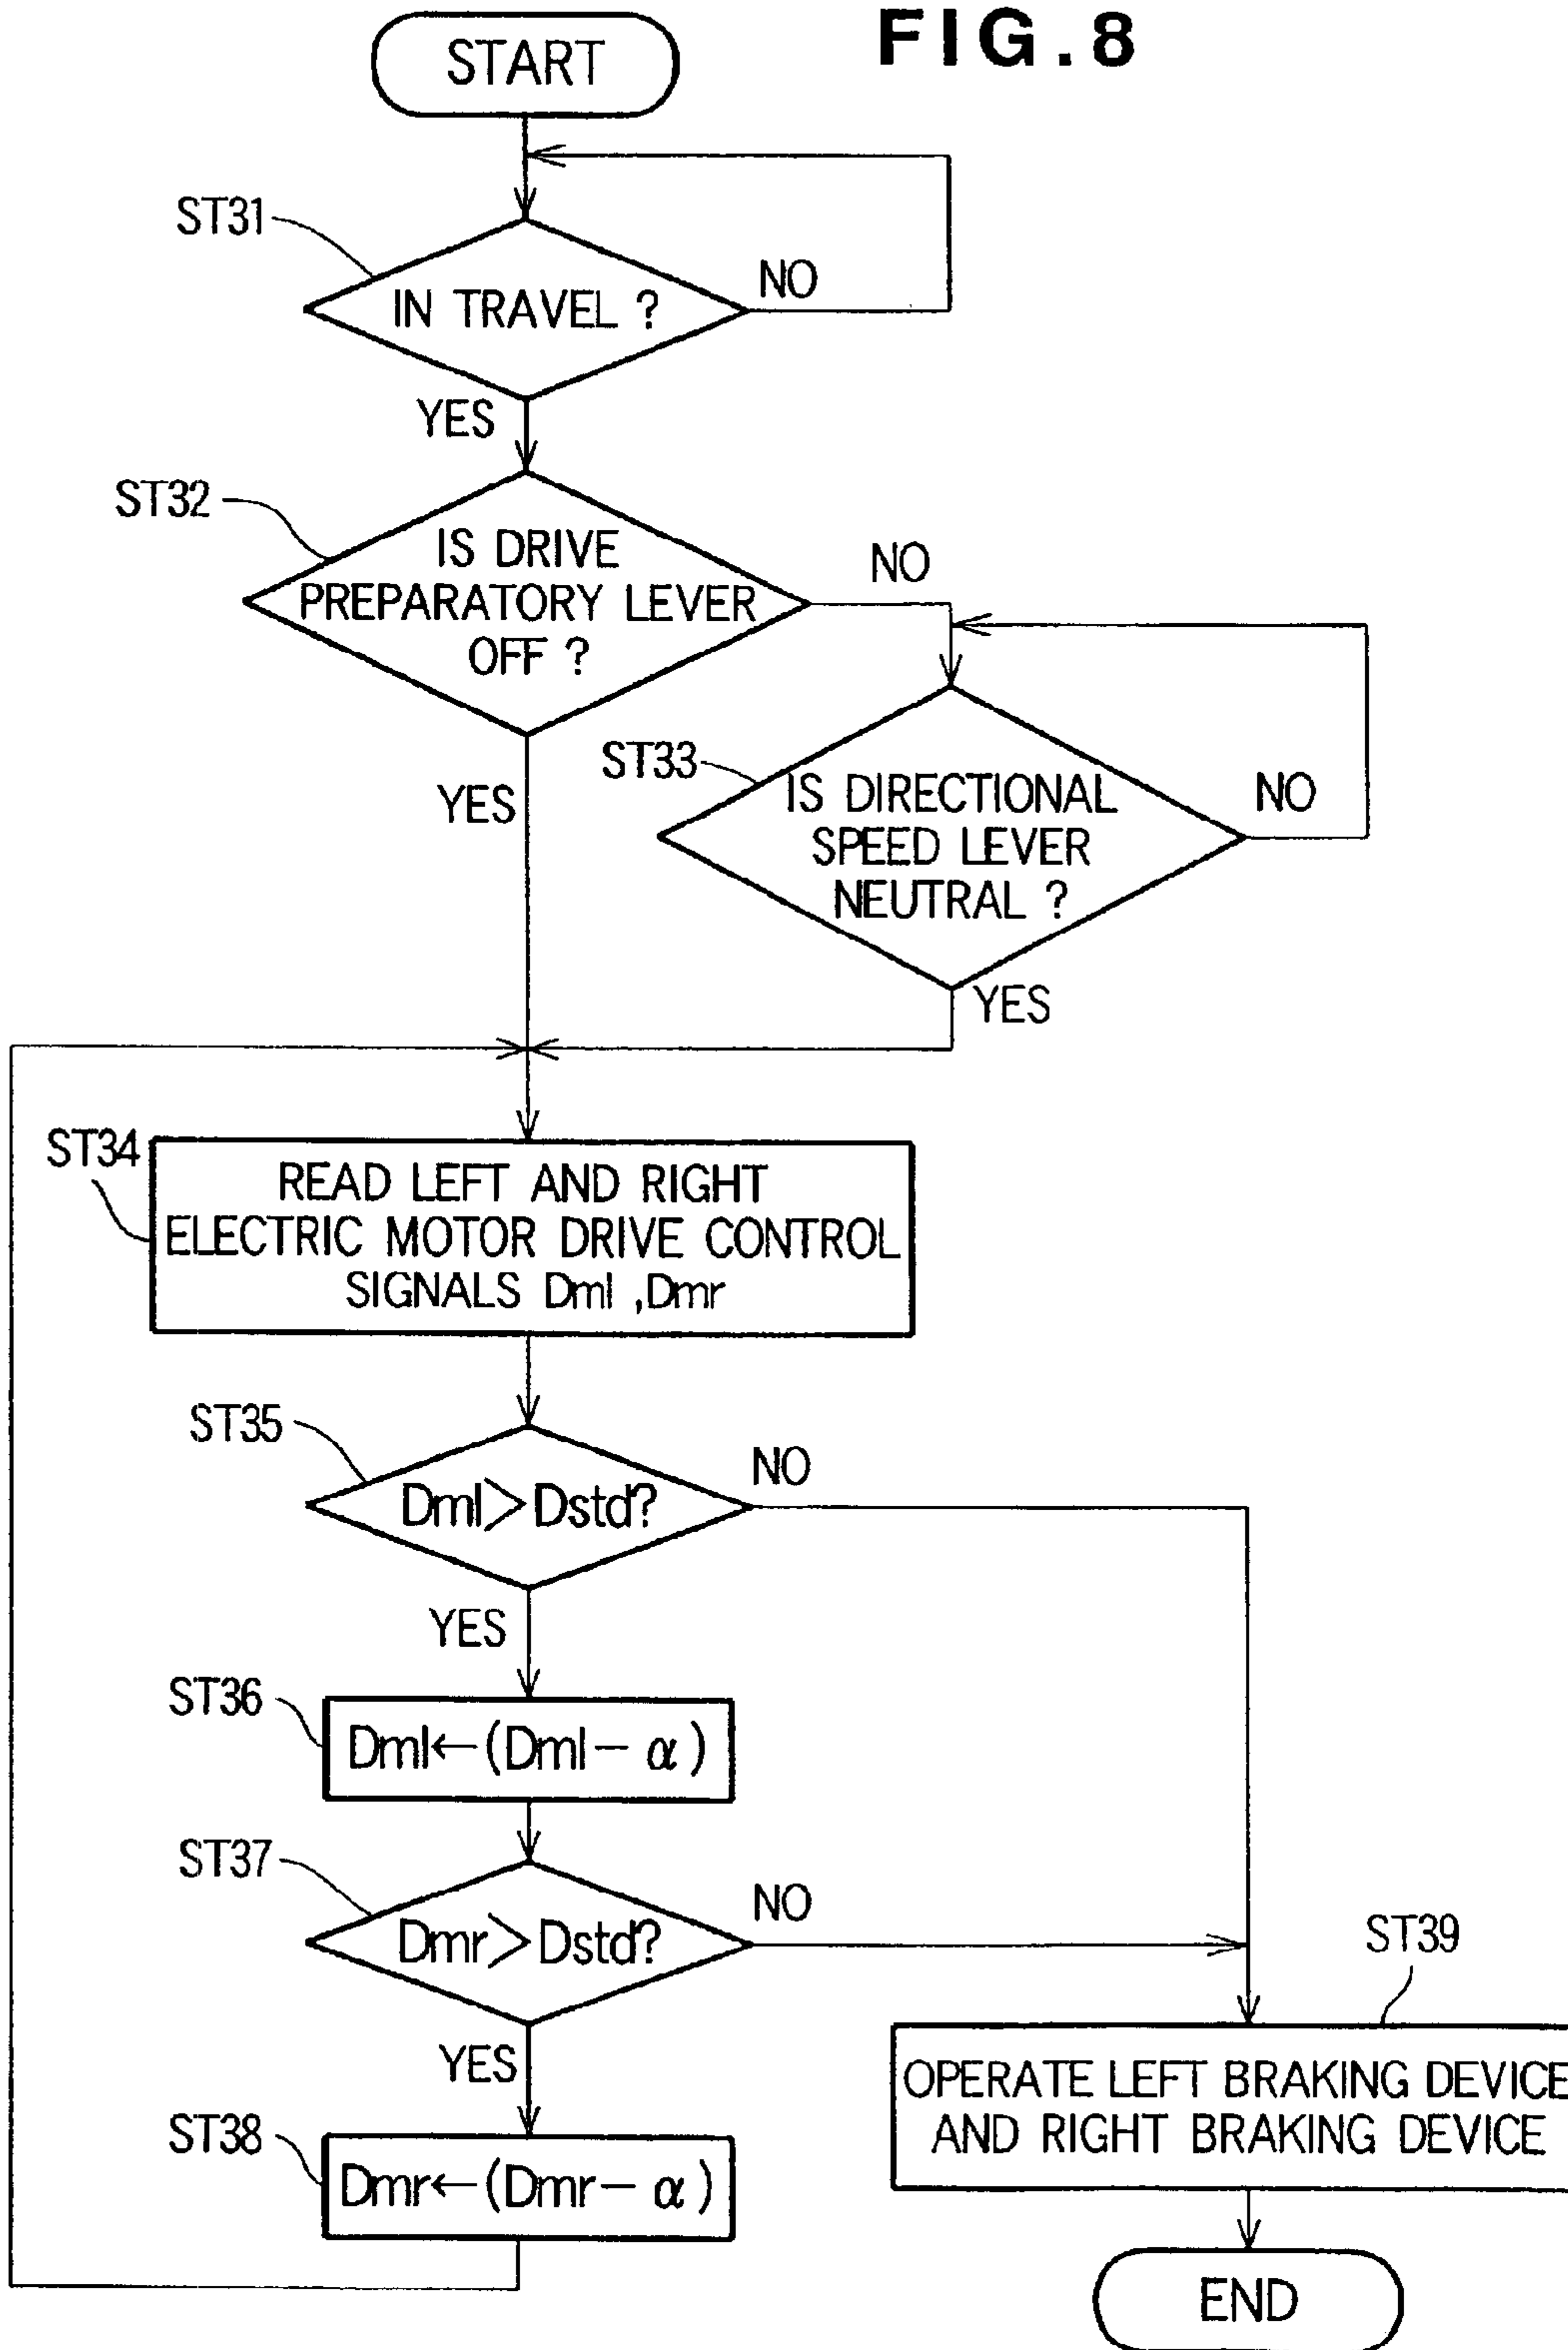 FIG.8
START
ST31
IN TRAVEL ?
NO
YES
ST32
IS DRIVE
PREPARATORY LEVER
OFF ?
NO
YES
ST33
IS DIRECTIONAL
SPEED LEVER
NEUTRAL ?
NO
YES
ST34
READ LEFT AND RIGHT
ELECTRIC MOTOR DRIVE CONTROL
SIGNALS Dml ,Dmr
ST35
Dml>Dstd?
NO
YES
ST36
Dml←(Dml− α)
ST37
Dmr>Dstd?
NO
YES
ST38
Dmr←(Dmr− α)
ST39
OPERATE LEFT BRAKING DEVICE
AND RIGHT BRAKING DEVICE
END